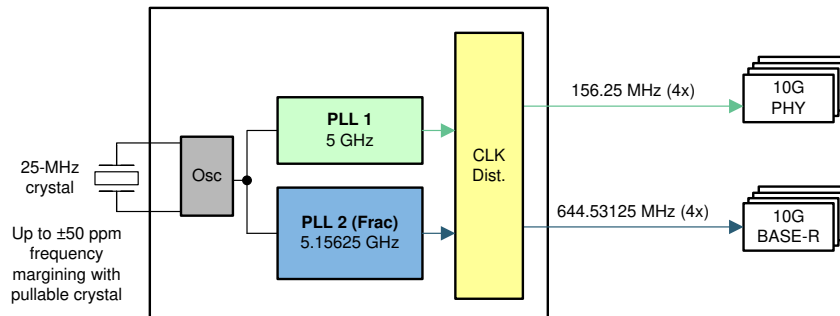 25-MHz
crystal
Up to ±50 ppm
frequency
margining with
pullable crystal
Osc
PLL 1
5 GHz
PLL 2 (Frac)
5.15625 GHz
CLK
Dist.
156.25 MHz (4x)
10G
PHY
644.53125 MHz (4x)
10G
BASE-R